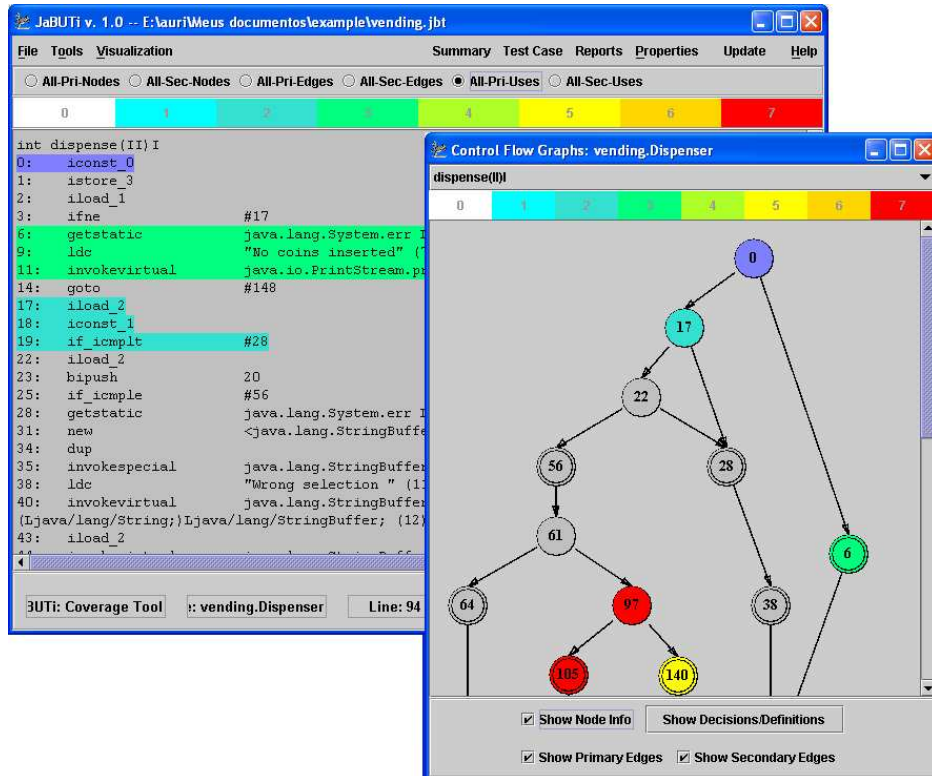 JaBUTi v. 1.0 -- E:\auri\Meus documentos\example\vending.jbt
File Tools Visualization Summary Test Case Reports Properties Update Help
All-Pri-Nodes All-Sec-Nodes All-Pri-Edges All-Sec-Edges All-Pri-Uses All-Sec-Uses
0 1 2 3 4 5 6 7
int dispense(II)I
0: iconst_0
1: istore_3
2: iload_1
3: ifne #17
6: getstatic java.lang.System.err I
9: ldc "No coins inserted" (
11: invokevirtual java.io.PrintStream.pr
14: goto #148
17: iload_2
18: iconst_1
19: if_icmplt #28
22: iload_2
23: bipush 20
25: if_icmple #56
28: getstatic java.lang.System.err I
31: new <java.lang.StringBuffe
34: dup
35: invokespecial java.lang.StringBuffer
38: ldc "Wrong selection " (11
40: invokevirtual java.lang.StringBuffer
(Ljava/lang/String;)Ljava/lang/StringBuffer; (12)
43: iload_2
BUTi: Coverage Tool : vending.Dispenser Line: 94
Control Flow Graphs: vending.Dispenser
dispense(II)I
0 1 2 3 4 5 6 7
0
17
22
56 28
61
6
64 97 38
105 140
Show Node Info Show Decisions/Definitions
Show Primary Edges Show Secondary Edges